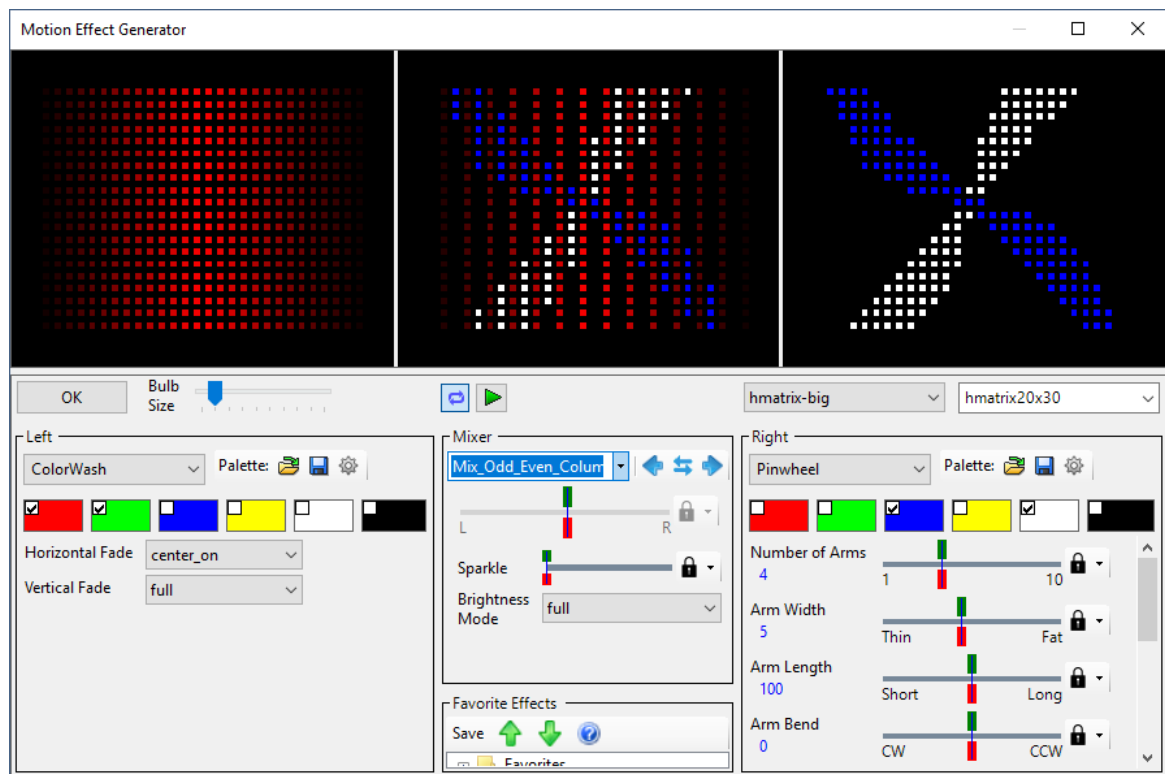 Motion Effect Generator
OK
Bulb
Size
hmatrix-big
hmatrix20x30
Left
ColorWash
Palette:
Horizontal Fade
center_on
Vertical Fade
full
Mixer
Mix_Odd_Even_Colum
L
R
Sparkle
Brightness
Mode
full
Favorite Effects
Save
Favorites
Right
Pinwheel
Palette:
Number of Arms
4
1
10
Arm Width
5
Thin
Fat
Arm Length
100
Short
Long
Arm Bend
0
CW
CCW